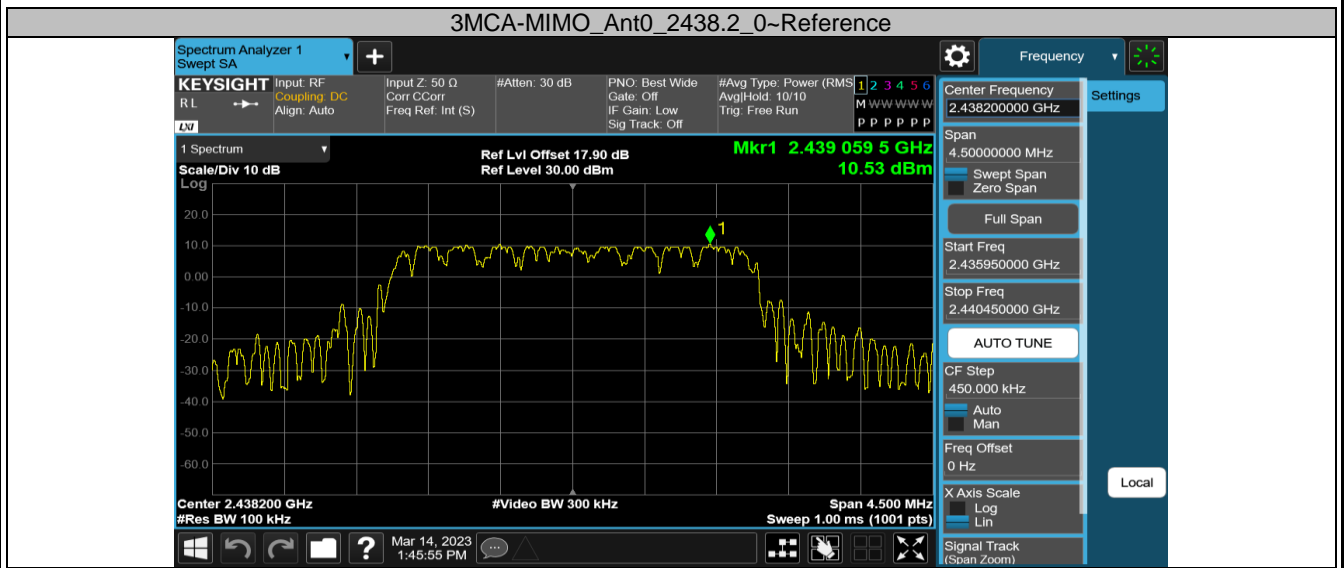 3MCA-MIMO_Ant0_2438.2_0~Reference
Spectrum Analyzer 1
Swept SA
Frequency
KEYSIGHT
R L
LXI
Input: RF
Coupling: DC
Align: Auto
Input Z: 50 Ω
Corr CCorr
Freq Ref: Int (S)
#Atten: 30 dB
PNO: Best Wide
Gate: Off
IF Gain: Low
Sig Track: Off
#Avg Type: Power (RMS
Avg|Hold: 10/10
Trig: Free Run
1 2 3 4 5 6
M W W W W W
P P P P P P
1 Spectrum
Scale/Div 10 dB
Log
Ref Lvl Offset 17.90 dB
Ref Level 30.00 dBm
Mkr1 2.439 059 5 GHz
10.53 dBm
1
20.0
10.0
0.00
-10.0
-20.0
-30.0
-40.0
-50.0
-60.0
Center 2.438200 GHz
#Res BW 100 kHz
#Video BW 300 kHz
Span 4.500 MHz
Sweep 1.00 ms (1001 pts)
Mar 14, 2023
1:45:55 PM
Center Frequency
2.438200000 GHz
Settings
Span
4.50000000 MHz
Swept Span
Zero Span
Full Span
Start Freq
2.435950000 GHz
Stop Freq
2.440450000 GHz
AUTO TUNE
CF Step
450.000 kHz
Auto
Man
Freq Offset
0 Hz
Local
X Axis Scale
Log
Lin
Signal Track
(Span Zoom)